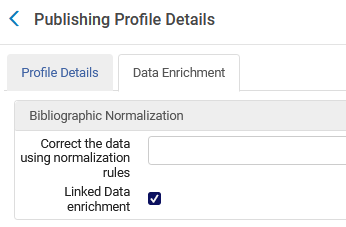 Publishing Profile Details
Profile Details
Data Enrichment
Bibliographic Normalization
Correct the data
using normalization
rules
Linked Data
enrichment